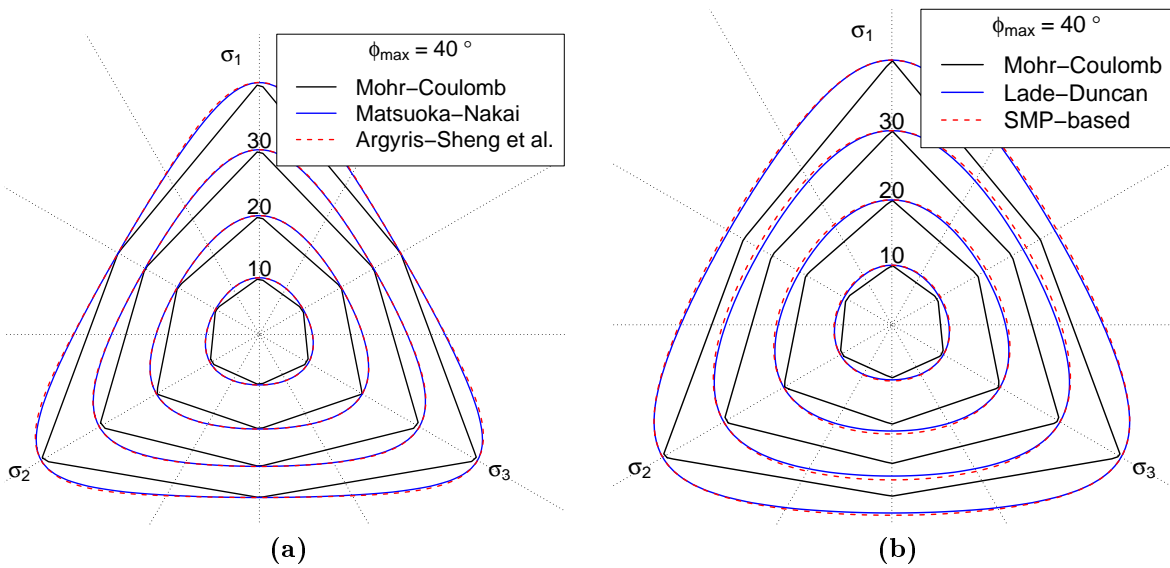 σ1
ϕmax = 40 °
Mohr−Coulomb
Matsuoka−Nakai
Argyris−Sheng et al.
30
20
10
σ2
σ3
(a)
σ1
ϕmax = 40 °
Mohr−Coulomb
Lade−Duncan
SMP−based
30
20
10
σ2
σ3
(b)